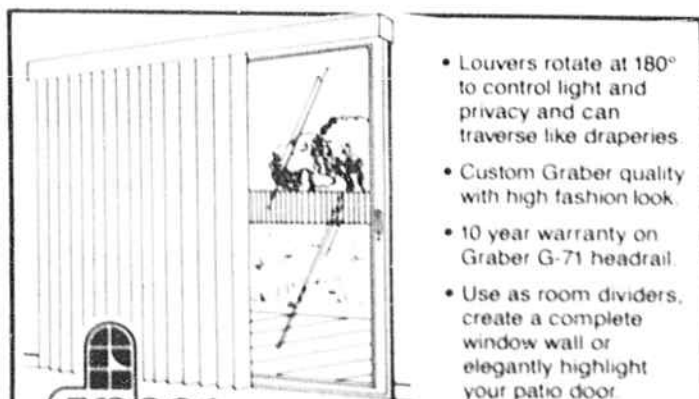 • Louvers rotate at 180°
to control light and
privacy and can
traverse like draperies.
• Custom Graber quality
with high fashion look.
• 10 year warranty on
Graber G-71 headrail.
• Use as room dividers,
create a complete
window wall or
elegantly highlight
your patio door.